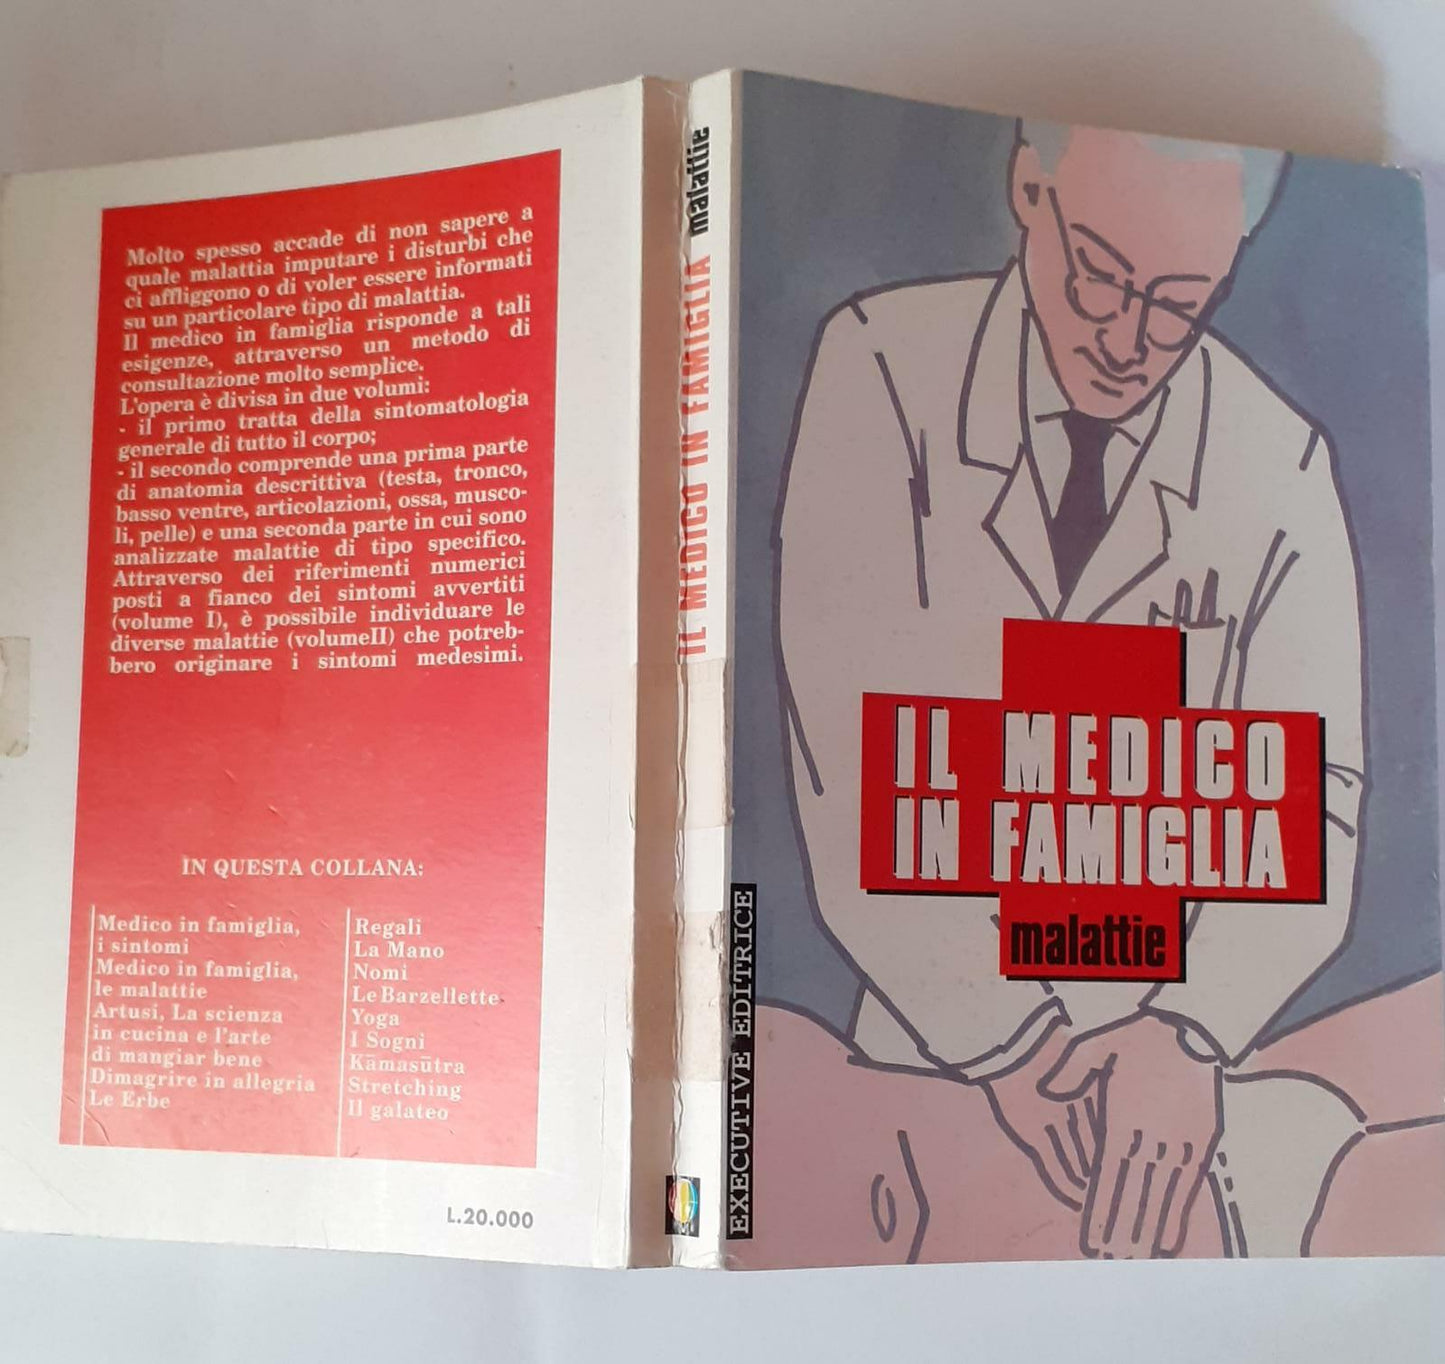 Molto spesso accade di non sapere a
quale malattia imputare i disturbi che
ci affliggono o di voler essere informati
su un particolare tipo di malattia.
Il medico in famiglia risponde a tali
esigenze, attraverso un metodo di
consultazione molto semplice.
L'opera è divisa in due volumi:
- il primo tratta della sintomatologia
generale di tutto il corpo;
- il secondo comprende una prima parte
di anatomia descrittiva (testa, tronco,
basso ventre, articolazioni, ossa, musco-
li, pelle) e una seconda parte in cui sono
analizzate malattie di tipo specifico.
Attraverso dei riferimenti numerici
posti a fianco dei sintomi avvertiti
(volume I), è possibile individuare le
diverse malattie (volumeII) che potreb-
bero originare i sintomi medesimi.
IN QUESTA COLLANA:
Medico in famiglia,
i sintomi
Medico in famiglia,
le malattie
Artusi, La scienza
in cucina e l'arte
di mangiar bene
Dimagrire in allegria
Le Erbe
Regali
La Mano
Nomi
Le Barzellette
Yoga
I Sogni
Kāmasūtra
Stretching
Il galateo
L.20.000
IL MEDICO IN FAMIGLIA malattie
EXECUTIVE EDITRICE
IL MEDICO
IN FAMIGLIA
malattie